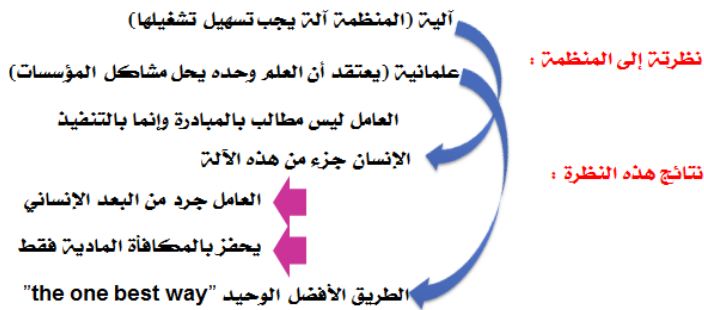 آلية (المنظمة آلة يجب تسهيل تشغيلها)
نظرتة إلى المنظمة :
علمانية (يعتقد أن العلم وحده يحل مشاكل المؤسسات)
العامل ليس مطالب بالمبادرة وإنما بالتنفيذ
الإنسان جزء من هذه الآلة
نتائج هذه النظرة :
العامل جرد من البعد الإنساني
يحفز بالمكافأة المادية فقط
الطريق الأفضل الوحيد "the one best way"